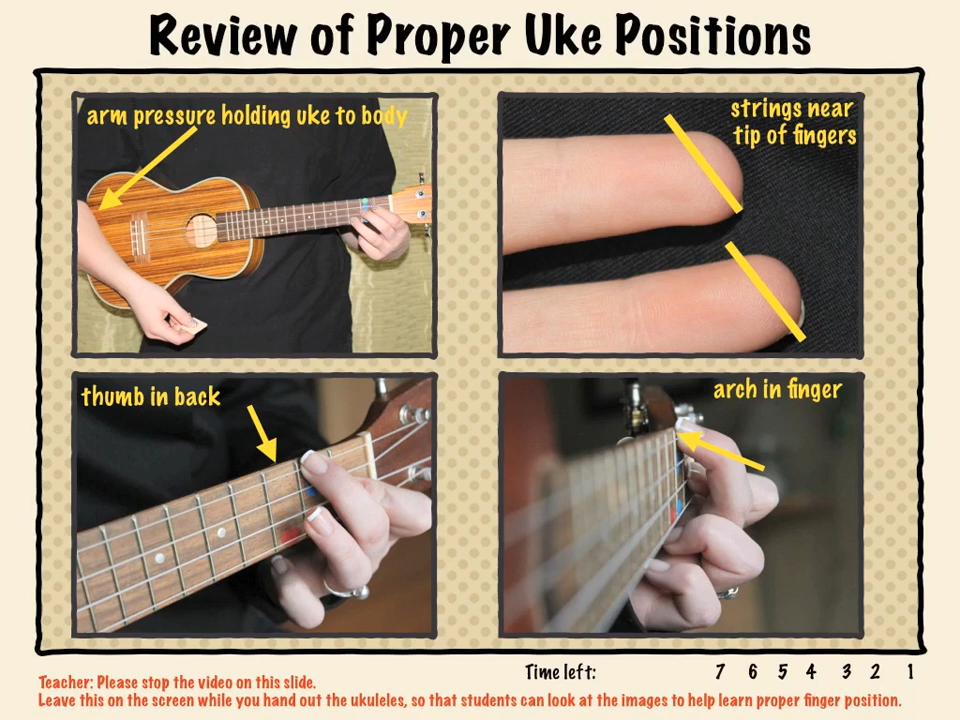 Review of Proper Uke Positions
arm pressure holding uke to body
strings near
tip of fingers
thumb in back
arch in finger
Time left: 7 6 5 4 3 2 1
Teacher: Please stop the video on this slide.
Leave this on the screen while you hand out the ukuleles, so that students can look at the images to help learn proper finger position.